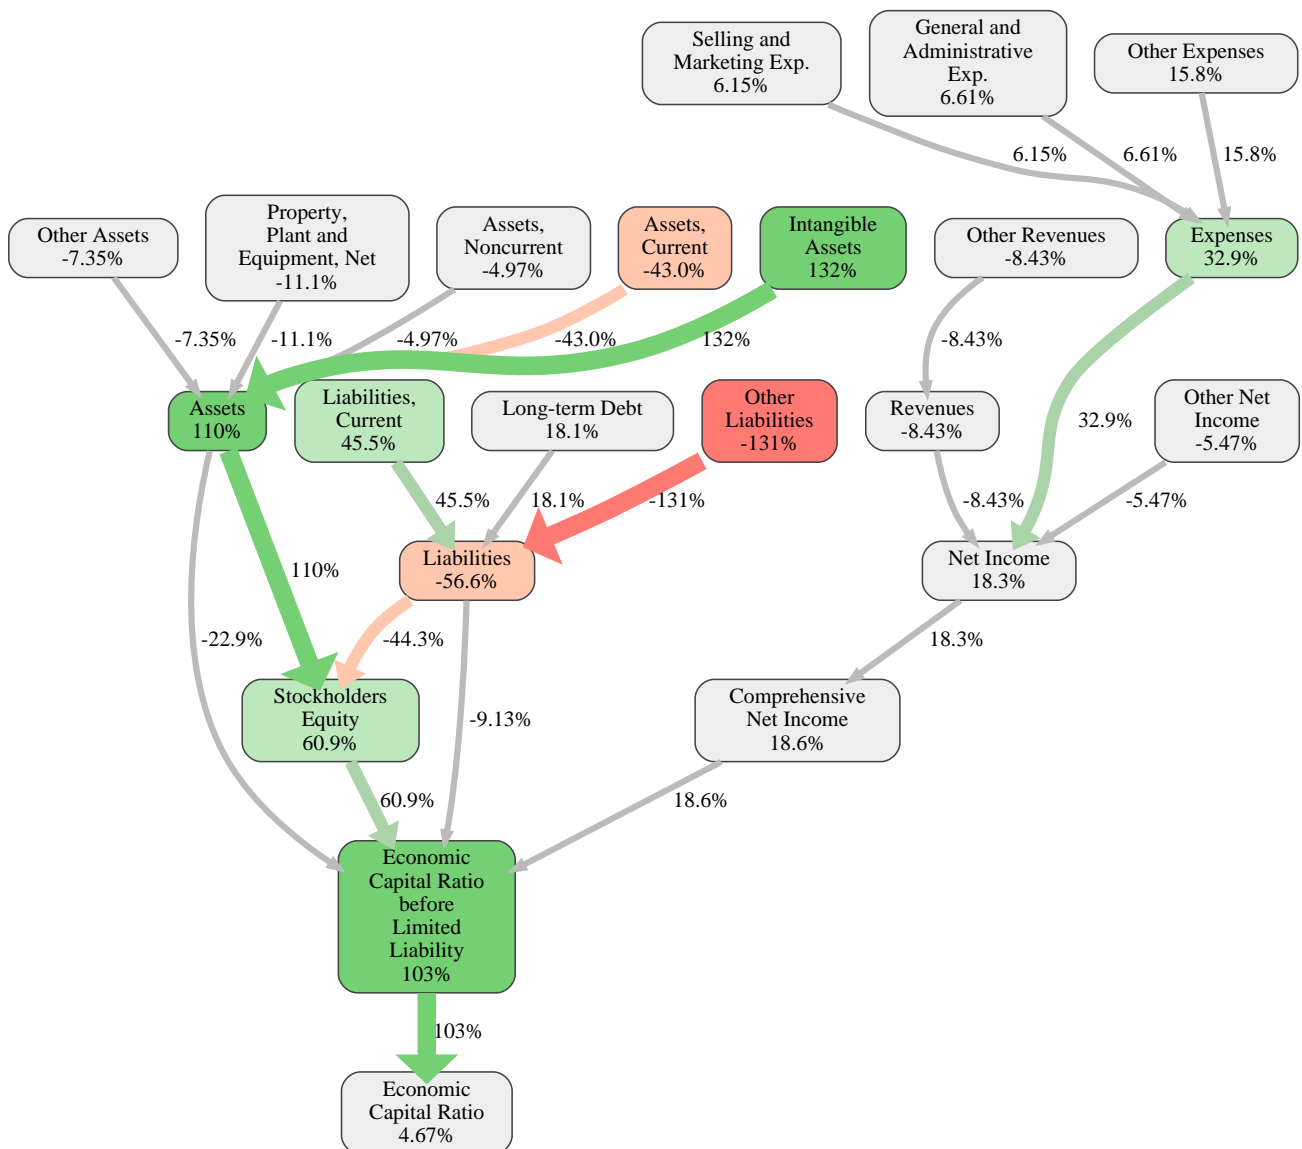 Selling and
Marketing Exp.
6.15%
General and
Administrative
Exp.
6.61%
Other Expenses
15.8%
6.15%
6.61%
15.8%
Other Assets
-7.35%
Property,
Plant and
Equipment, Net
-11.1%
Assets,
Noncurrent
-4.97%
Assets,
Current
-43.0%
Intangible
Assets
132%
Other Revenues
-8.43%
Expenses
32.9%
-7.35%
-11.1%
-4.97%
-43.0%
132%
-8.43%
32.9%
Assets
110%
Liabilities,
Current
45.5%
Long-term Debt
18.1%
Other
Liabilities
-131%
Revenues
-8.43%
Other Net
Income
-5.47%
45.5%
18.1%
-131%
-8.43%
-5.47%
110%
Liabilities
-56.6%
Net Income
18.3%
-22.9%
-44.3%
18.3%
Stockholders
Equity
60.9%
-9.13%
Comprehensive
Net Income
18.6%
60.9%
18.6%
Economic
Capital Ratio
before
Limited
Liability
103%
103%
Economic
Capital Ratio
4.67%